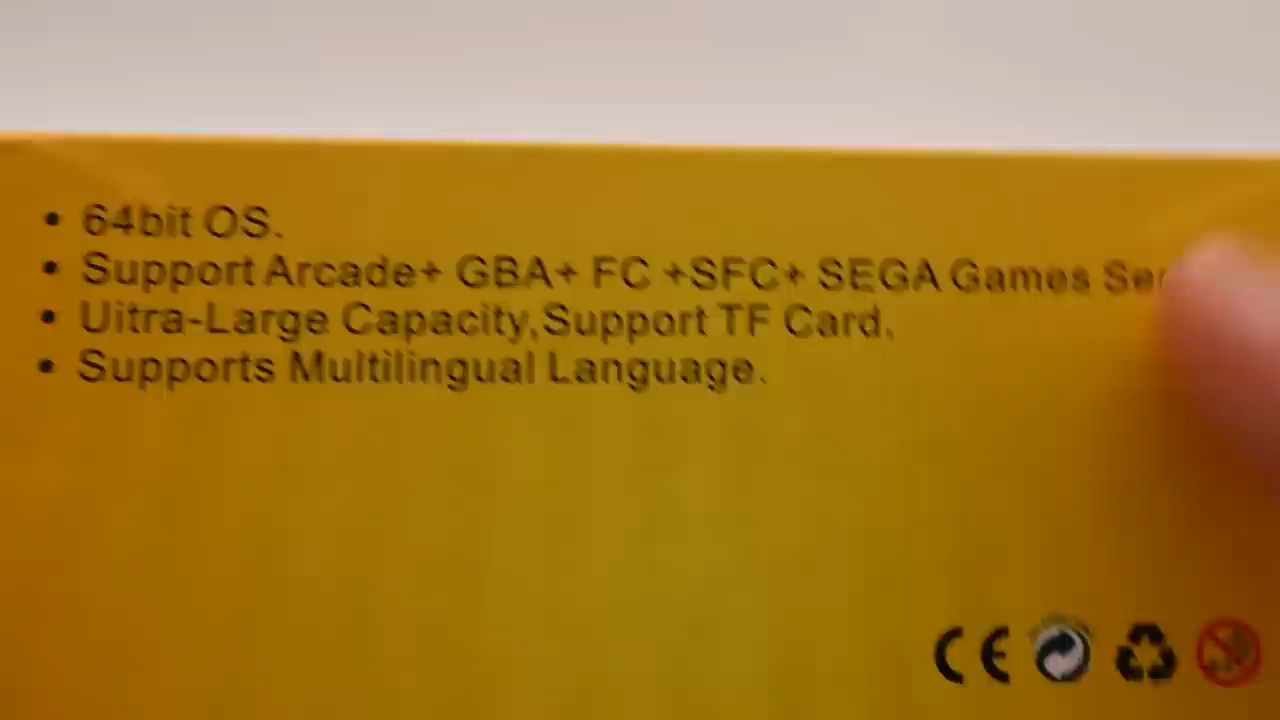 • 64bit OS.
• Support Arcade+ GBA+ FC +SFC+ SEGA Games
• Uitra-Large Capacity,Support TF Card.
• Supports Multilingual Language.
CE